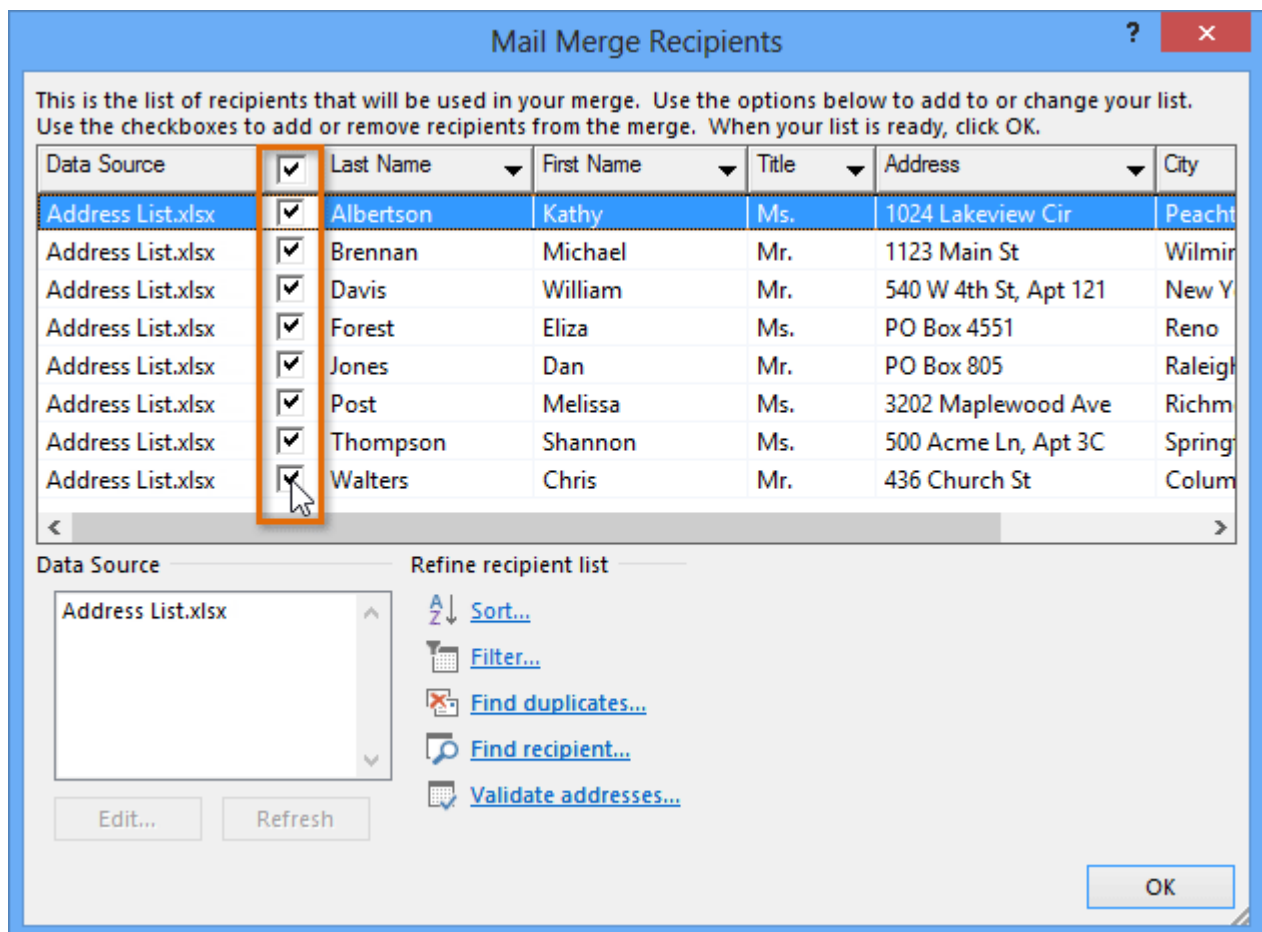 Mail Merge Recipients ?
This is the list of recipients that will be used in your merge. Use the options below to add to or change your list.
Use the checkboxes to add or remove recipients from the merge. When your list is ready, click OK.
Data Source Last Name First Name Title Address City
Address List.xlsx Albertson Kathy Ms. 1024 Lakeview Cir Peacht
Address List.xlsx Brennan Michael Mr. 1123 Main St Wilmin
Address List.xlsx Davis William Mr. 540 W 4th St, Apt 121 New Y
Address List.xlsx Forest Eliza Ms. PO Box 4551 Reno
Address List.xlsx Jones Dan Mr. PO Box 805 Raleigh
Address List.xlsx Post Melissa Ms. 3202 Maplewood Ave Richm
Address List.xlsx Thompson Shannon Ms. 500 Acme Ln, Apt 3C Spring
Address List.xlsx Walters Chris Mr. 436 Church St Colum
Data Source Refine recipient list
Address List.xlsx
A
Z Sort...
Filter...
Find duplicates...
Find recipient...
Validate addresses...
Edit... Refresh
OK